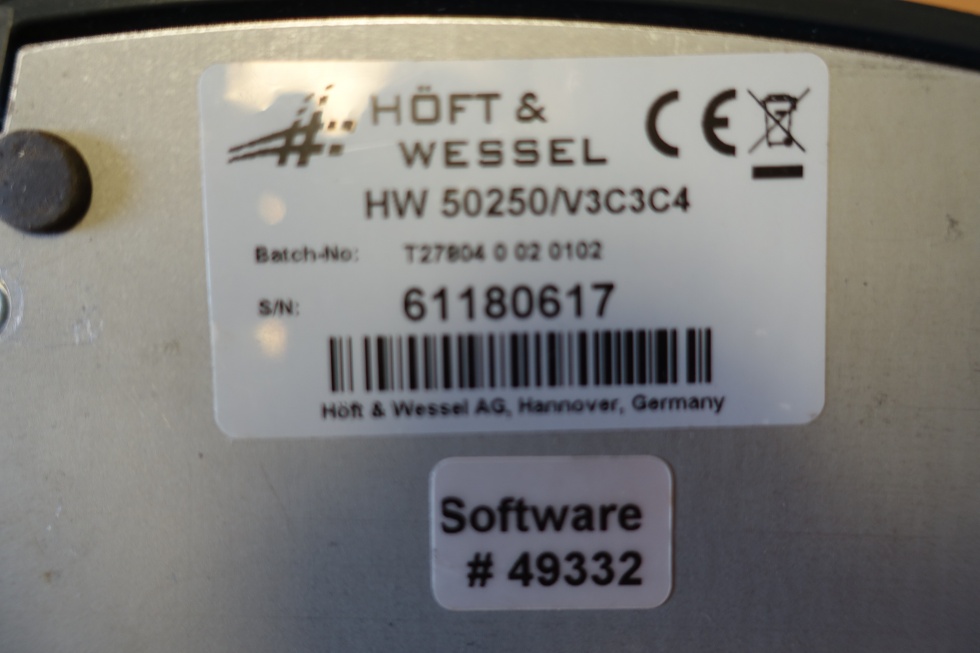 HÖFT &
WESSEL
CE
HW 50250/V3C3C4
Batch-No: T27804 0 02 0102
S/N: 61180617
Höft & Wessel AG, Hannover, Germany
Software
# 49332